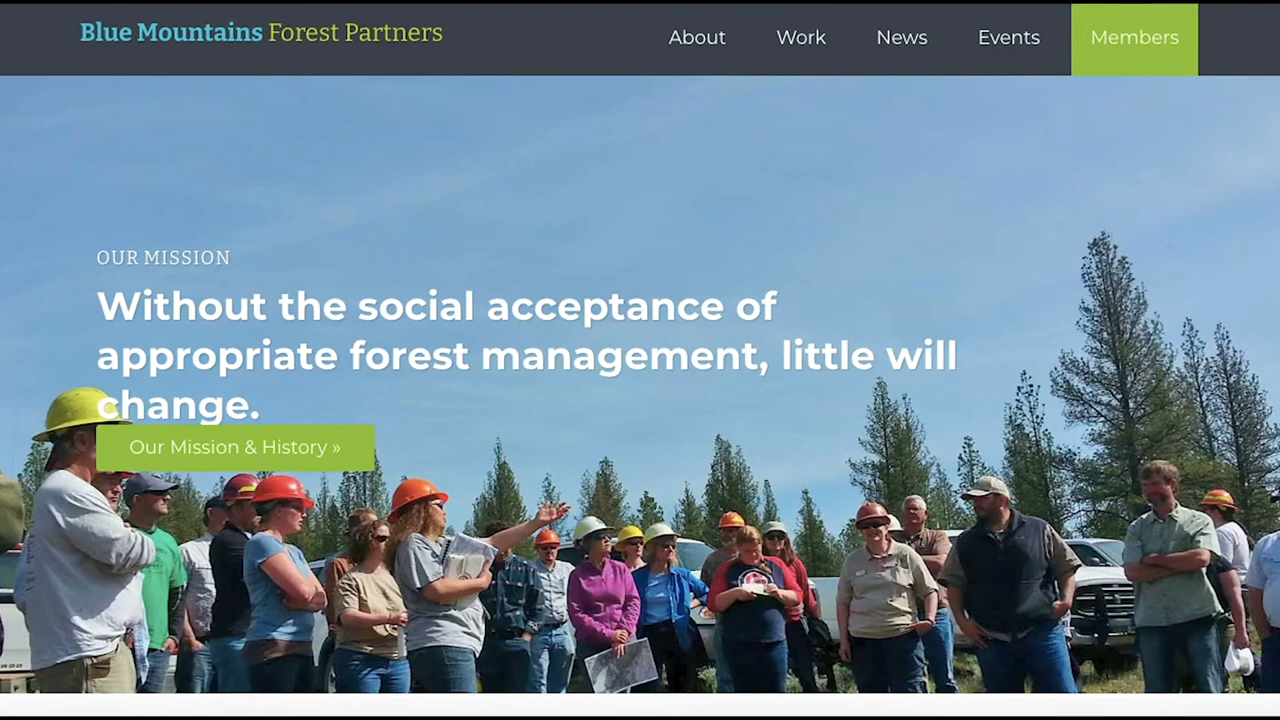 Blue Mountains Forest Partners
About Work News Events Members
OUR MISSION
Without the social acceptance of
appropriate forest management, little will
change.
Our Mission & History »